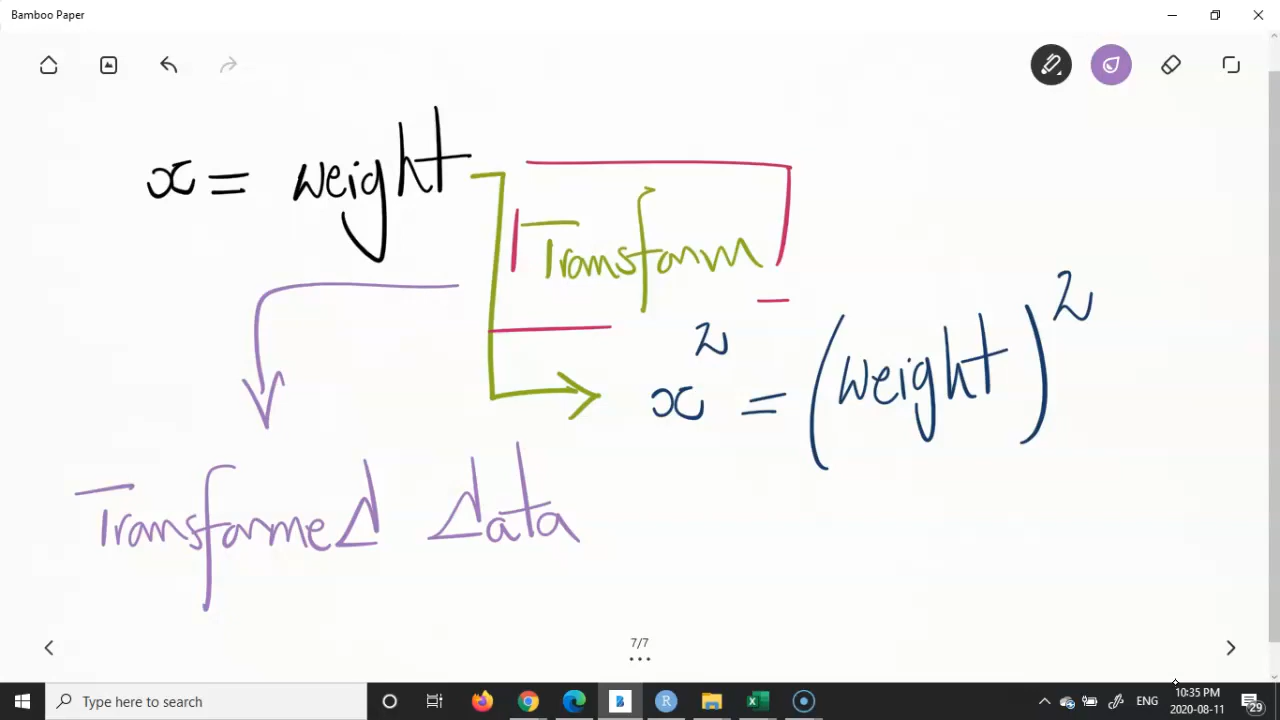 Bamboo Paper
x = weight
Transform
x² = (weight)²
Transformed data
7/7
Type here to search
ENG
10:35 PM
2020-08-11
29